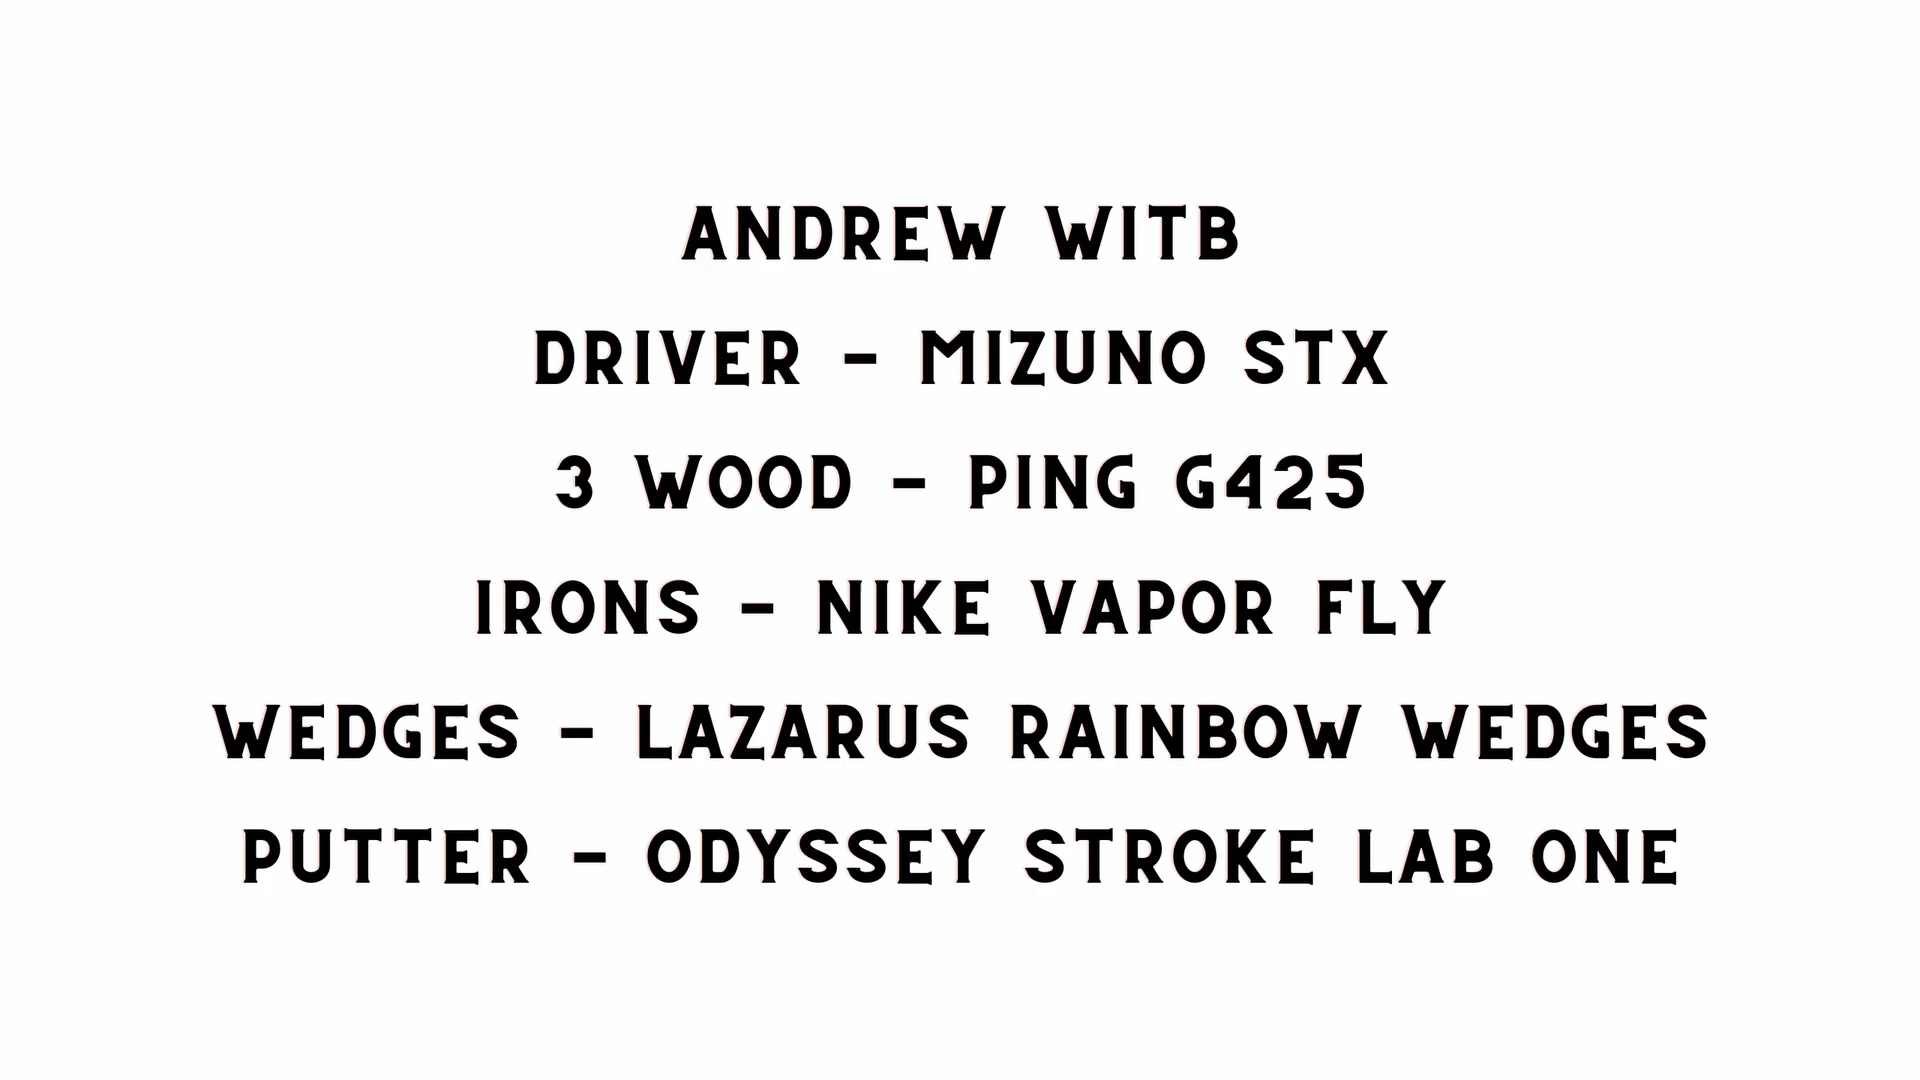 ANDREW WITB
DRIVER - MIZUNO STX
3 WOOD - PING G425
IRONS - NIKE VAPOR FLY
WEDGES - LAZARUS RAINBOW WEDGES
PUTTER - ODYSSEY STROKE LAB ONE